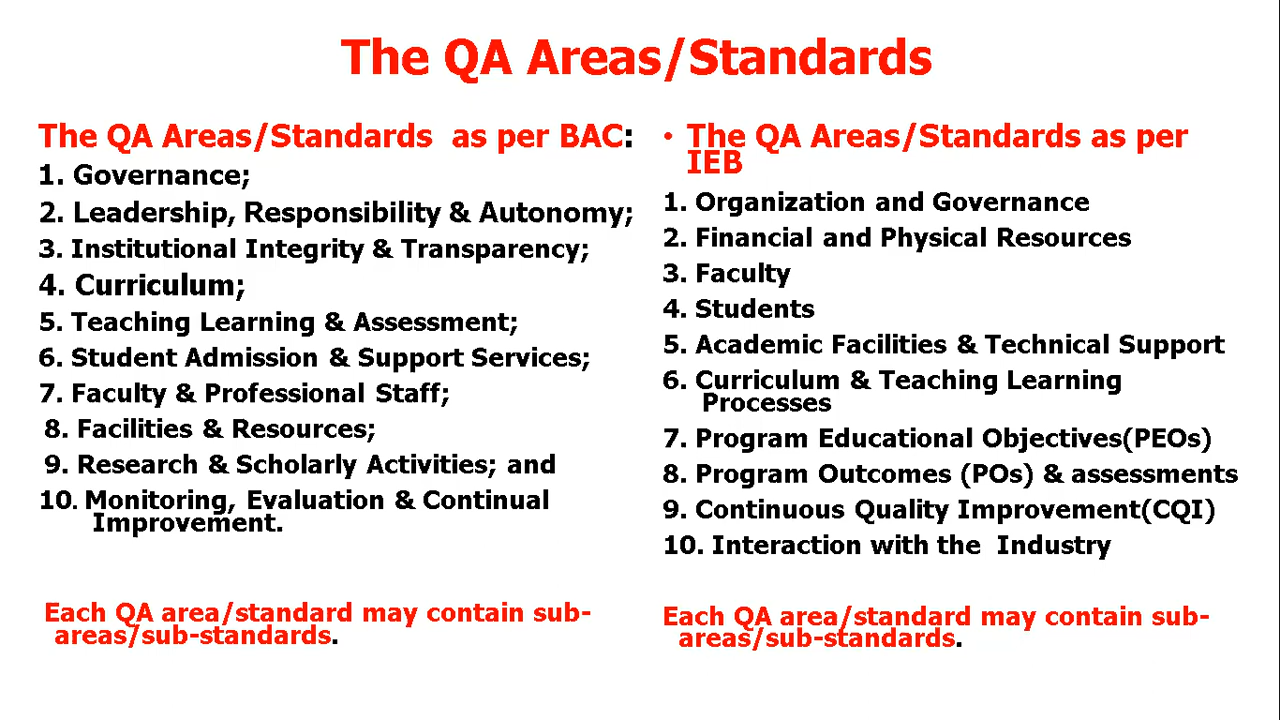 The QA Areas/Standards
The QA Areas/Standards as per BAC:
1. Governance;
2. Leadership, Responsibility & Autonomy;
3. Institutional Integrity & Transparency;
4. Curriculum;
5. Teaching Learning & Assessment;
6. Student Admission & Support Services;
7. Faculty & Professional Staff;
8. Facilities & Resources;
9. Research & Scholarly Activities; and
10. Monitoring, Evaluation & Continual
Improvement.
Each QA area/standard may contain sub-
areas/sub-standards.
• The QA Areas/Standards as per
IEB
1. Organization and Governance
2. Financial and Physical Resources
3. Faculty
4. Students
5. Academic Facilities & Technical Support
6. Curriculum & Teaching Learning
Processes
7. Program Educational Objectives(PEOs)
8. Program Outcomes (POs) & assessments
9. Continuous Quality Improvement(CQI)
10. Interaction with the Industry
Each QA area/standard may contain sub-
areas/sub-standards.